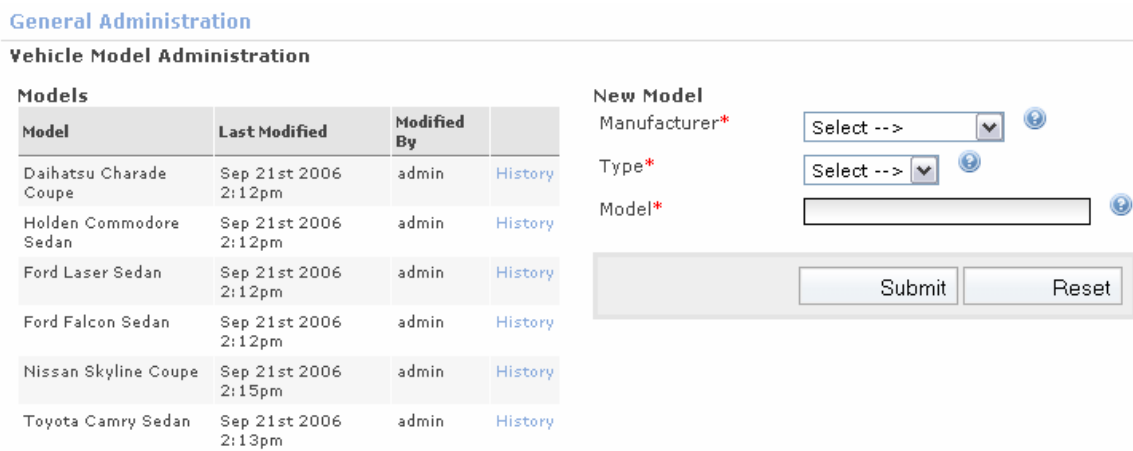 General Administration
Vehicle Model Administration
Models
Model Last Modified Modified By
Daihatsu Charade Coupe Sep 21st 2006 2:12pm admin History
Holden Commodore Sedan Sep 21st 2006 2:12pm admin History
Ford Laser Sedan Sep 21st 2006 2:12pm admin History
Ford Falcon Sedan Sep 21st 2006 2:12pm admin History
Nissan Skyline Coupe Sep 21st 2006 2:15pm admin History
Toyota Camry Sedan Sep 21st 2006 2:13pm admin History
New Model
Manufacturer* Select --> ?
Type* Select --> ?
Model* ?
Submit Reset